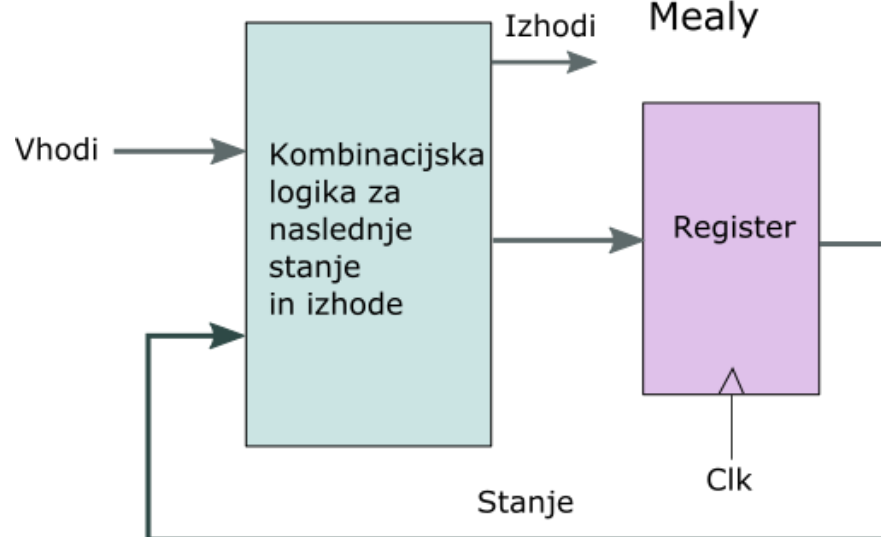 Izhodi
Mealy
Vhodi
Kombinacijska
logika za
naslednje
stanje
in izhode
Register
Clk
Stanje